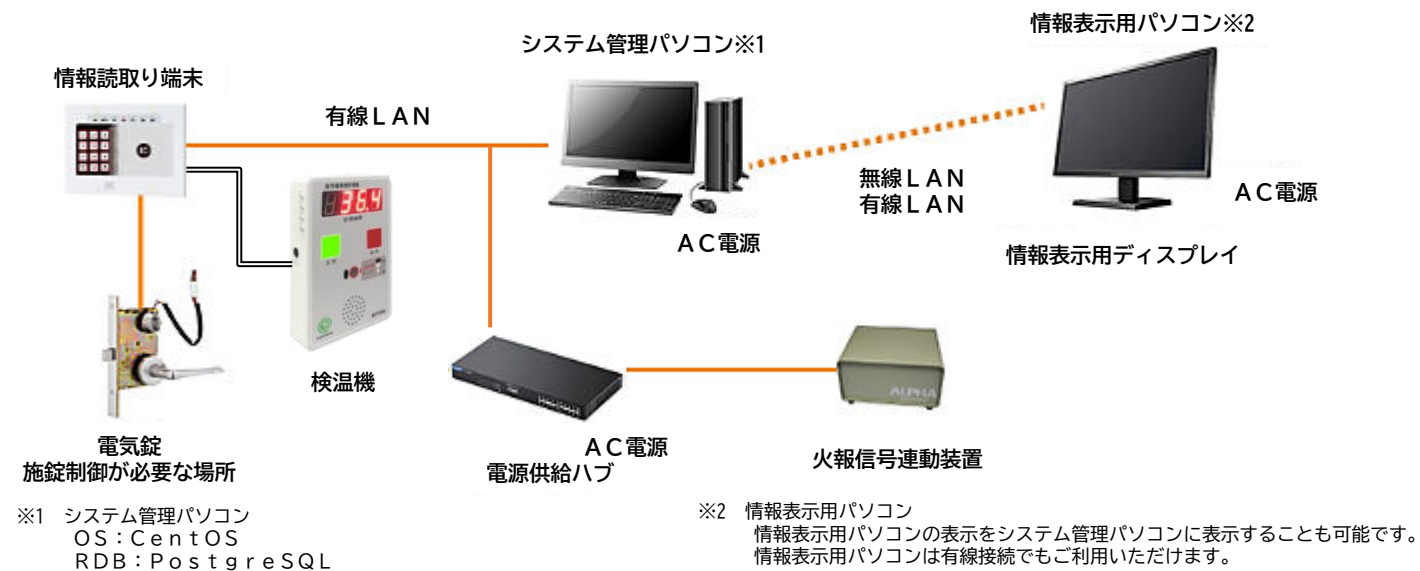 情報表示用パソコン※2
システム管理パソコン※1
情報読取り端末
有線ＬＡＮ
36.4
無線ＬＡＮ
有線ＬＡＮ
ＡＣ電源
ＡＣ電源
情報表示用ディスプレイ
検温機
ALPHA
電気錠
施錠制御が必要な場所
ＡＣ電源
電源供給ハブ
火報信号連動装置
※1　システム管理パソコン
ＯＳ：ＣｅｎｔＯＳ
ＲＤＢ：ＰｏｓｔｇｒｅＳＱＬ
※2　情報表示用パソコン
情報表示用パソコンの表示をシステム管理パソコンに表示することも可能です。
情報表示用パソコンは有線接続でもご利用いただけます。